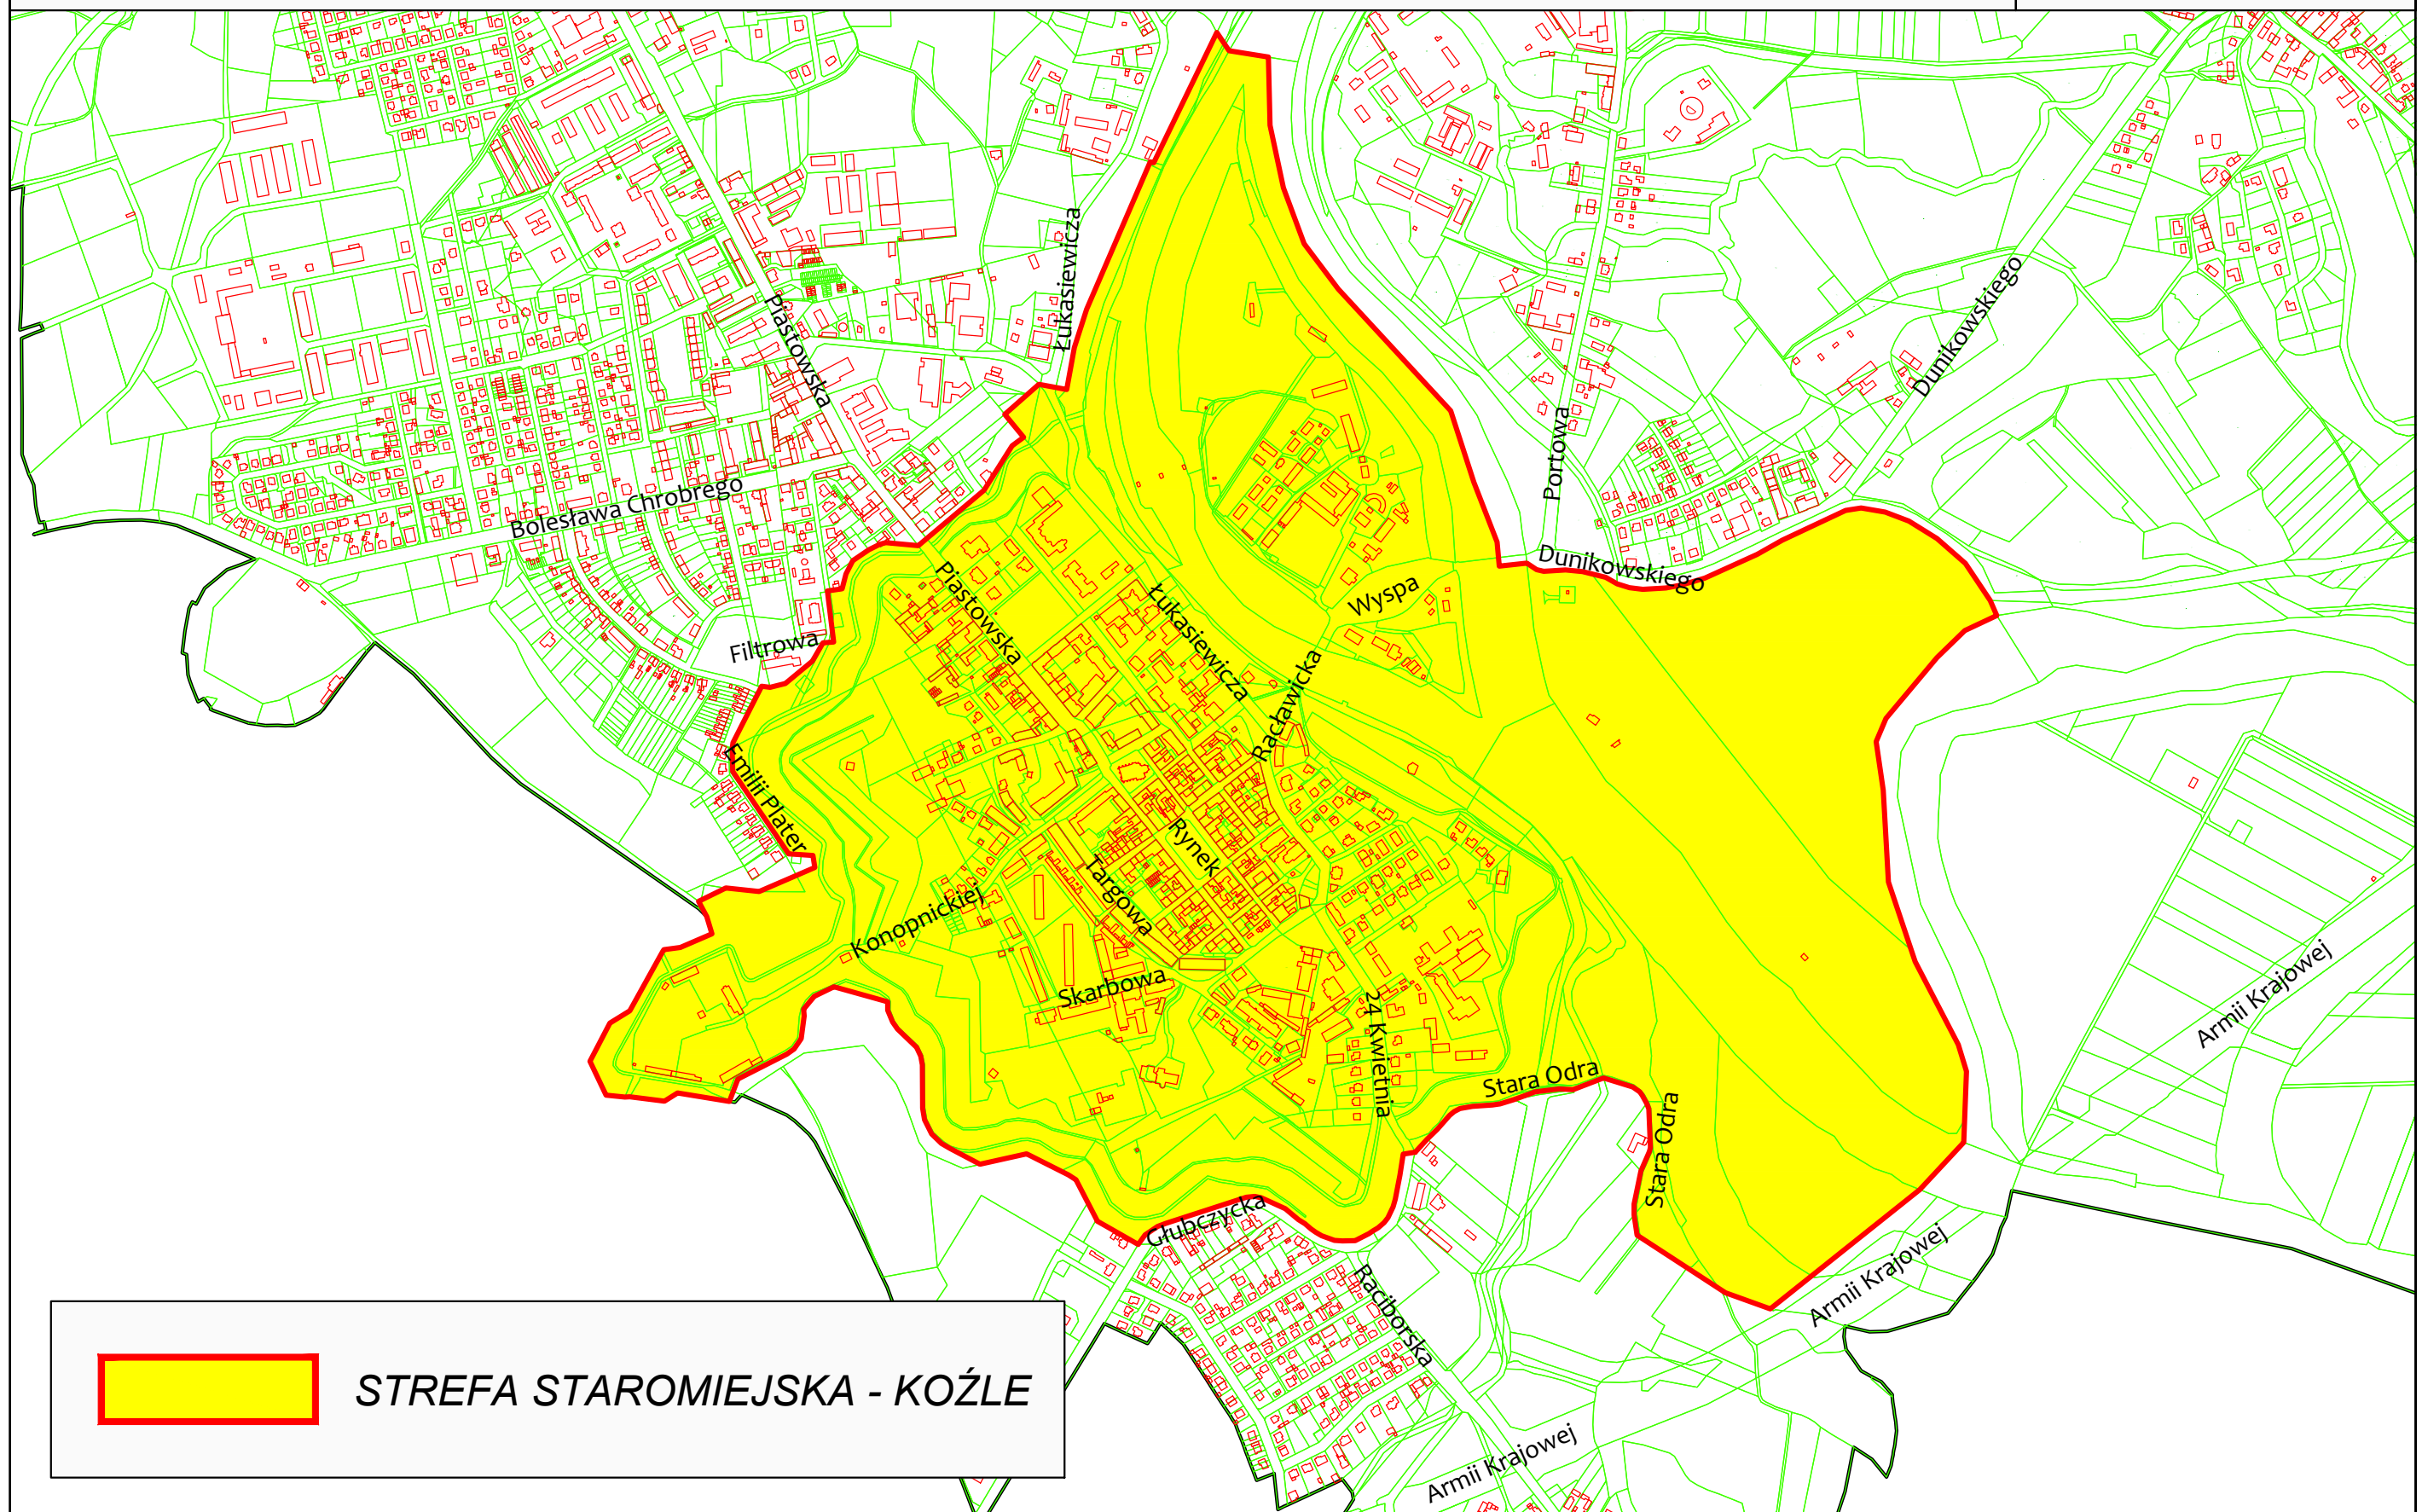 Łukasiewicza
Piastowska
Dunikowskiego
Portowa
Bolesława Chrobrego
Dunikowskiego
Piastowska
Łukasiewicza
Wyspa
Filtrowa
Racławicka
Emilii Plater
Rynek
Targowa
Konopnickiej
Skarbowa
24 Kwietnia
Armii Krajowej
Stara Odra
Stara Odra
Głubczycka
Armii Krajowej
Raciborska
STREFA STAROMIEJSKA - KOŹLE
Armii Krajowej